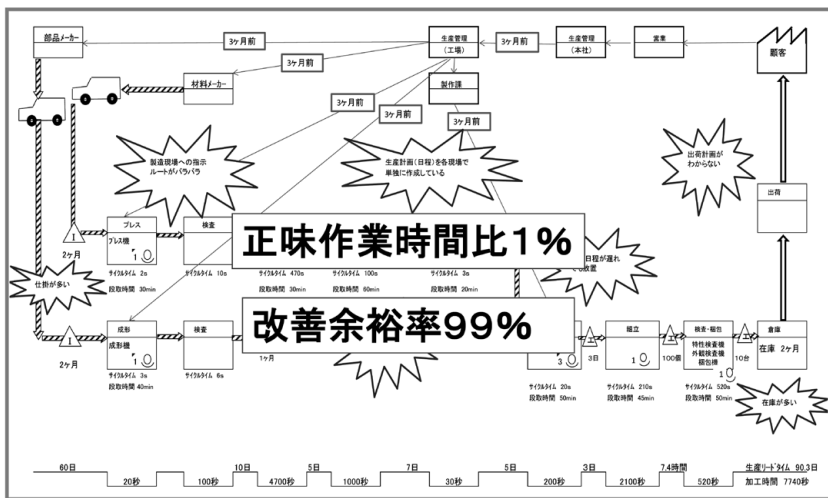 部品メーカー
3ヶ月前
生産管理
(工場)
3ヶ月前
生産管理
(本社)
営業
顧客
3ヶ月前
材料メーカー
製作課
3ヶ月前
3ヶ月前
3ヶ月前
製造現場への指示
ルートがバラバラ
生産計画(日程)を各現場で
単独に作成している
出荷計画が
わからない
出荷
プレス
プレス機
1
検査
I
2ヶ月
正味作業時間比1%
日程が遅れ
放置
サイクルタイム 2s
段取時間 30min
サイクルタイム 10s
サイクルタイム 470s
段取時間 30min
サイクルタイム 100s
段取時間 60min
サイクルタイム 3s
段取時間 20min
仕掛が多い
改善余裕率99%
I
2ヶ月
成形
成形機
1
検査
1ヶ月
3
3日
組立
1
100個
検査・梱包
特性検査機
外観検査機
梱包機
1
10台
倉庫
在庫 2ヶ月
サイクルタイム 3s
段取時間 40min
サイクルタイム 6s
サイクルタイム 20s
段取時間 50min
サイクルタイム 210s
段取時間 45min
サイクルタイム 520s
段取時間 50min
在庫が多い
60日
10日
5日
7日
5日
3日
7.4時間
生産リードタイム 90.3日
20秒
100秒
4700秒
1000秒
30秒
200秒
2100秒
520秒
加工時間 7740秒